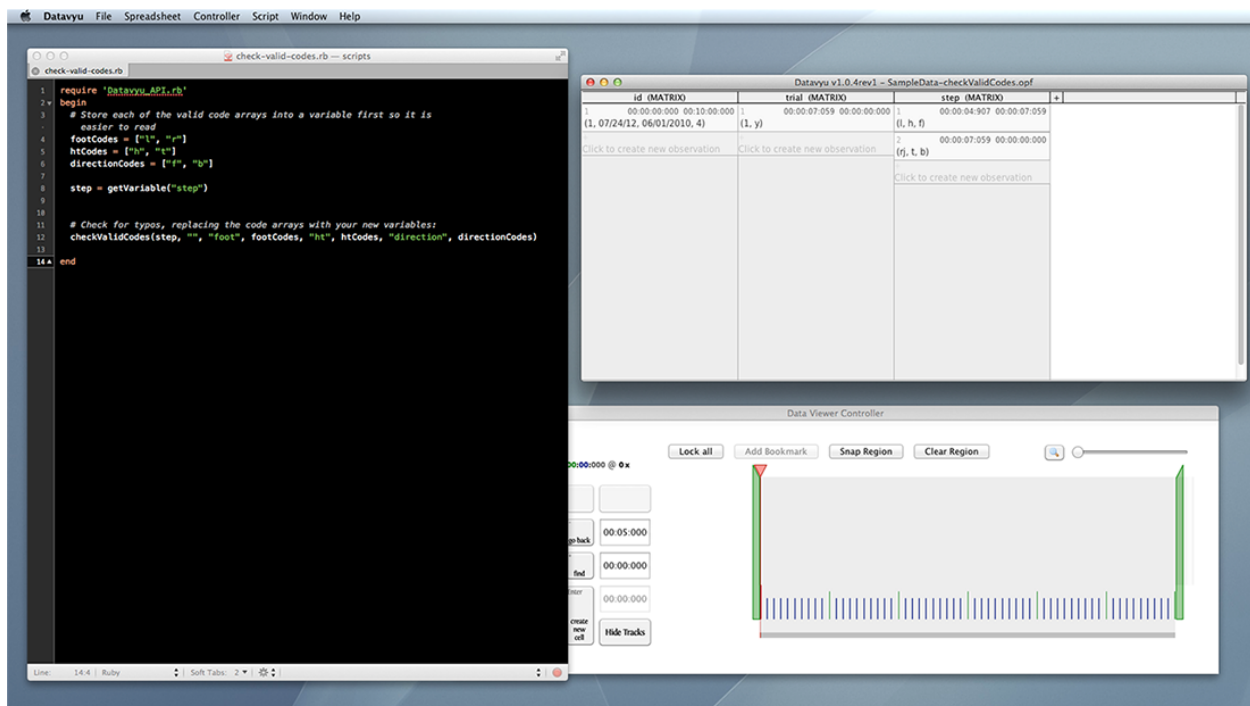 Datavyu File Spreadsheet Controller Script Window Help
check-valid-codes.rb — scripts
check-valid-codes.rb
1 require 'Datavyu_API.rb'
2 begin
3 # Store each of the valid code arrays into a variable first so it is
easier to read
4 footCodes = ["l", "r"]
5 htCodes = ["h", "t"]
6 directionCodes = ["f", "b"]
7
8 step = getVariable("step")
9
10
11 # Check for typos, replacing the code arrays with your new variables:
12 checkValidCodes(step, "", "foot", footCodes, "ht", htCodes, "direction", directionCodes)
13
14 end
Line: 14:4 Ruby Soft Tabs: 2
Datavyu v1.0.4rev1 - SampleData-checkValidCodes.opf
id (MATRIX) trial (MATRIX) step (MATRIX) +
1 00:00:00:000 00:10:00:000 1 00:00:07:059 00:00:00:000 1 00:00:04:907 00:00:07:059
(1, 07/24/12, 06/01/2010, 4) (1, y) (l, h, f)
Click to create new observation Click to create new observation 2 00:00:07:059 00:00:00:000
(rj, t, b)
Click to create new observation
Data Viewer Controller
Lock all Add Bookmark Snap Region Clear Region
00:00:000 @ 0x
go back 00:05:000
find 00:00:000
Enter 00:00:000
create
new
cell Hide Tracks